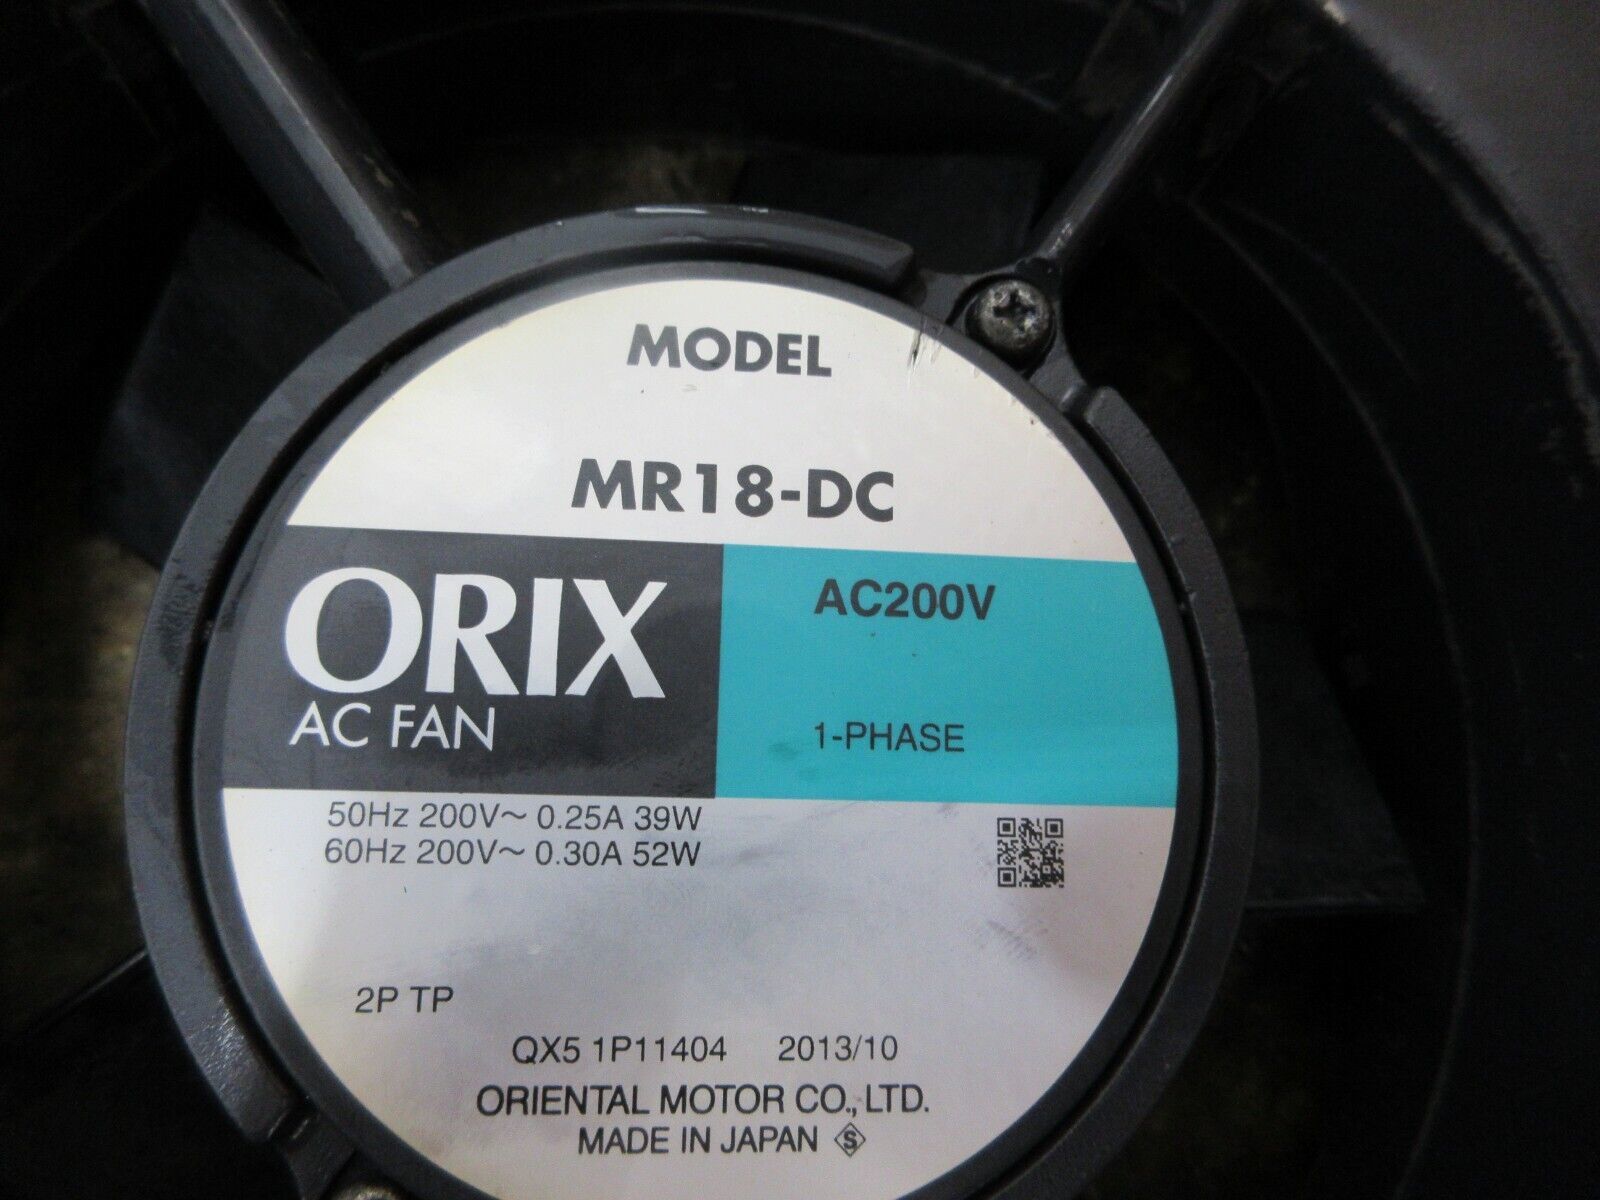 MODEL
MR18-DC
ORIX
AC FAN
AC200V
1-PHASE
50Hz 200V~ 0.25A 39W
60Hz 200V~ 0.30A 52W
2P TP
QX5 1P11404 2013/10
ORIENTAL MOTOR CO., LTD.
MADE IN JAPAN S